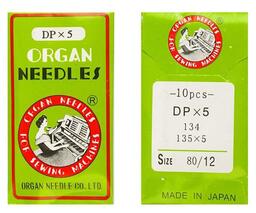 DP×5
ORGAN
NEEDLES
ORGAN NEEDLES
FOR SEWING MACHINES
®
ORGAN NEEDLE CO. LTD.
ORGAN NEEDLES
FOR SEWING MACHINES
-10pcs-
DP×5
134
135×5
SIZE 80/12
MADE IN JAPAN